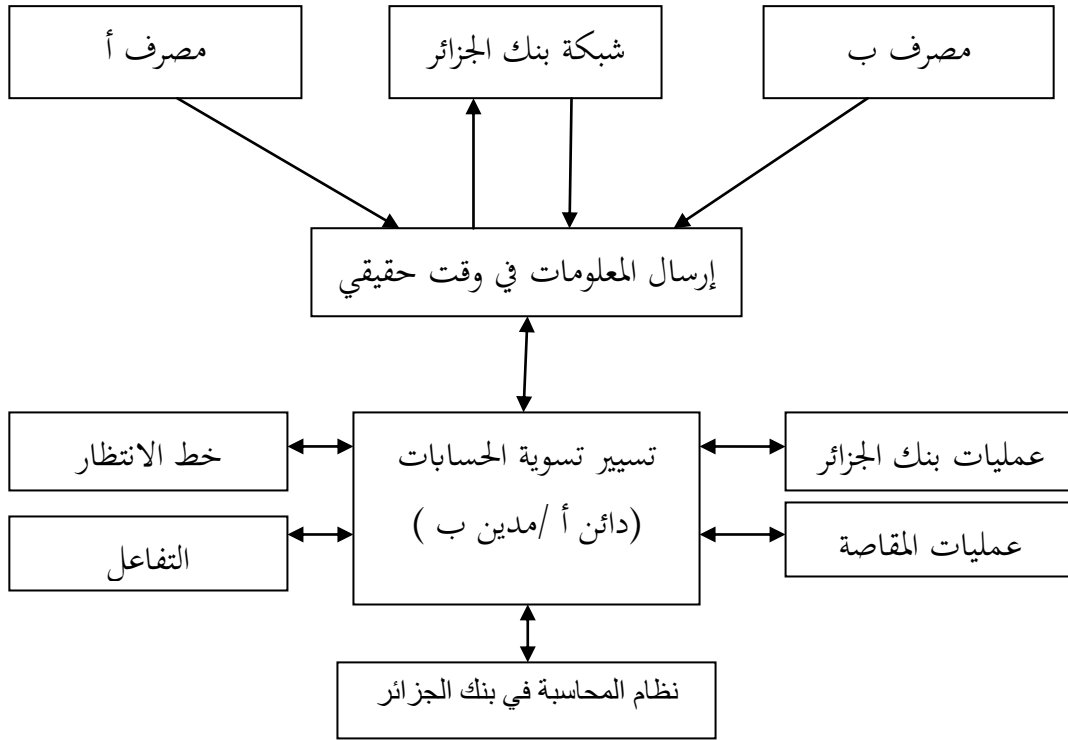 مصرف أ
شبكة بنك الجزائر
مصرف ب
إرسال المعلومات في وقت حقيقي
خط الانتظار
تسيير تسوية الحسابات
(دائن أ /مدين ب )
عمليات بنك الجزائر
التفاعل
عمليات المقاصة
نظام المحاسبة في بنك الجزائر